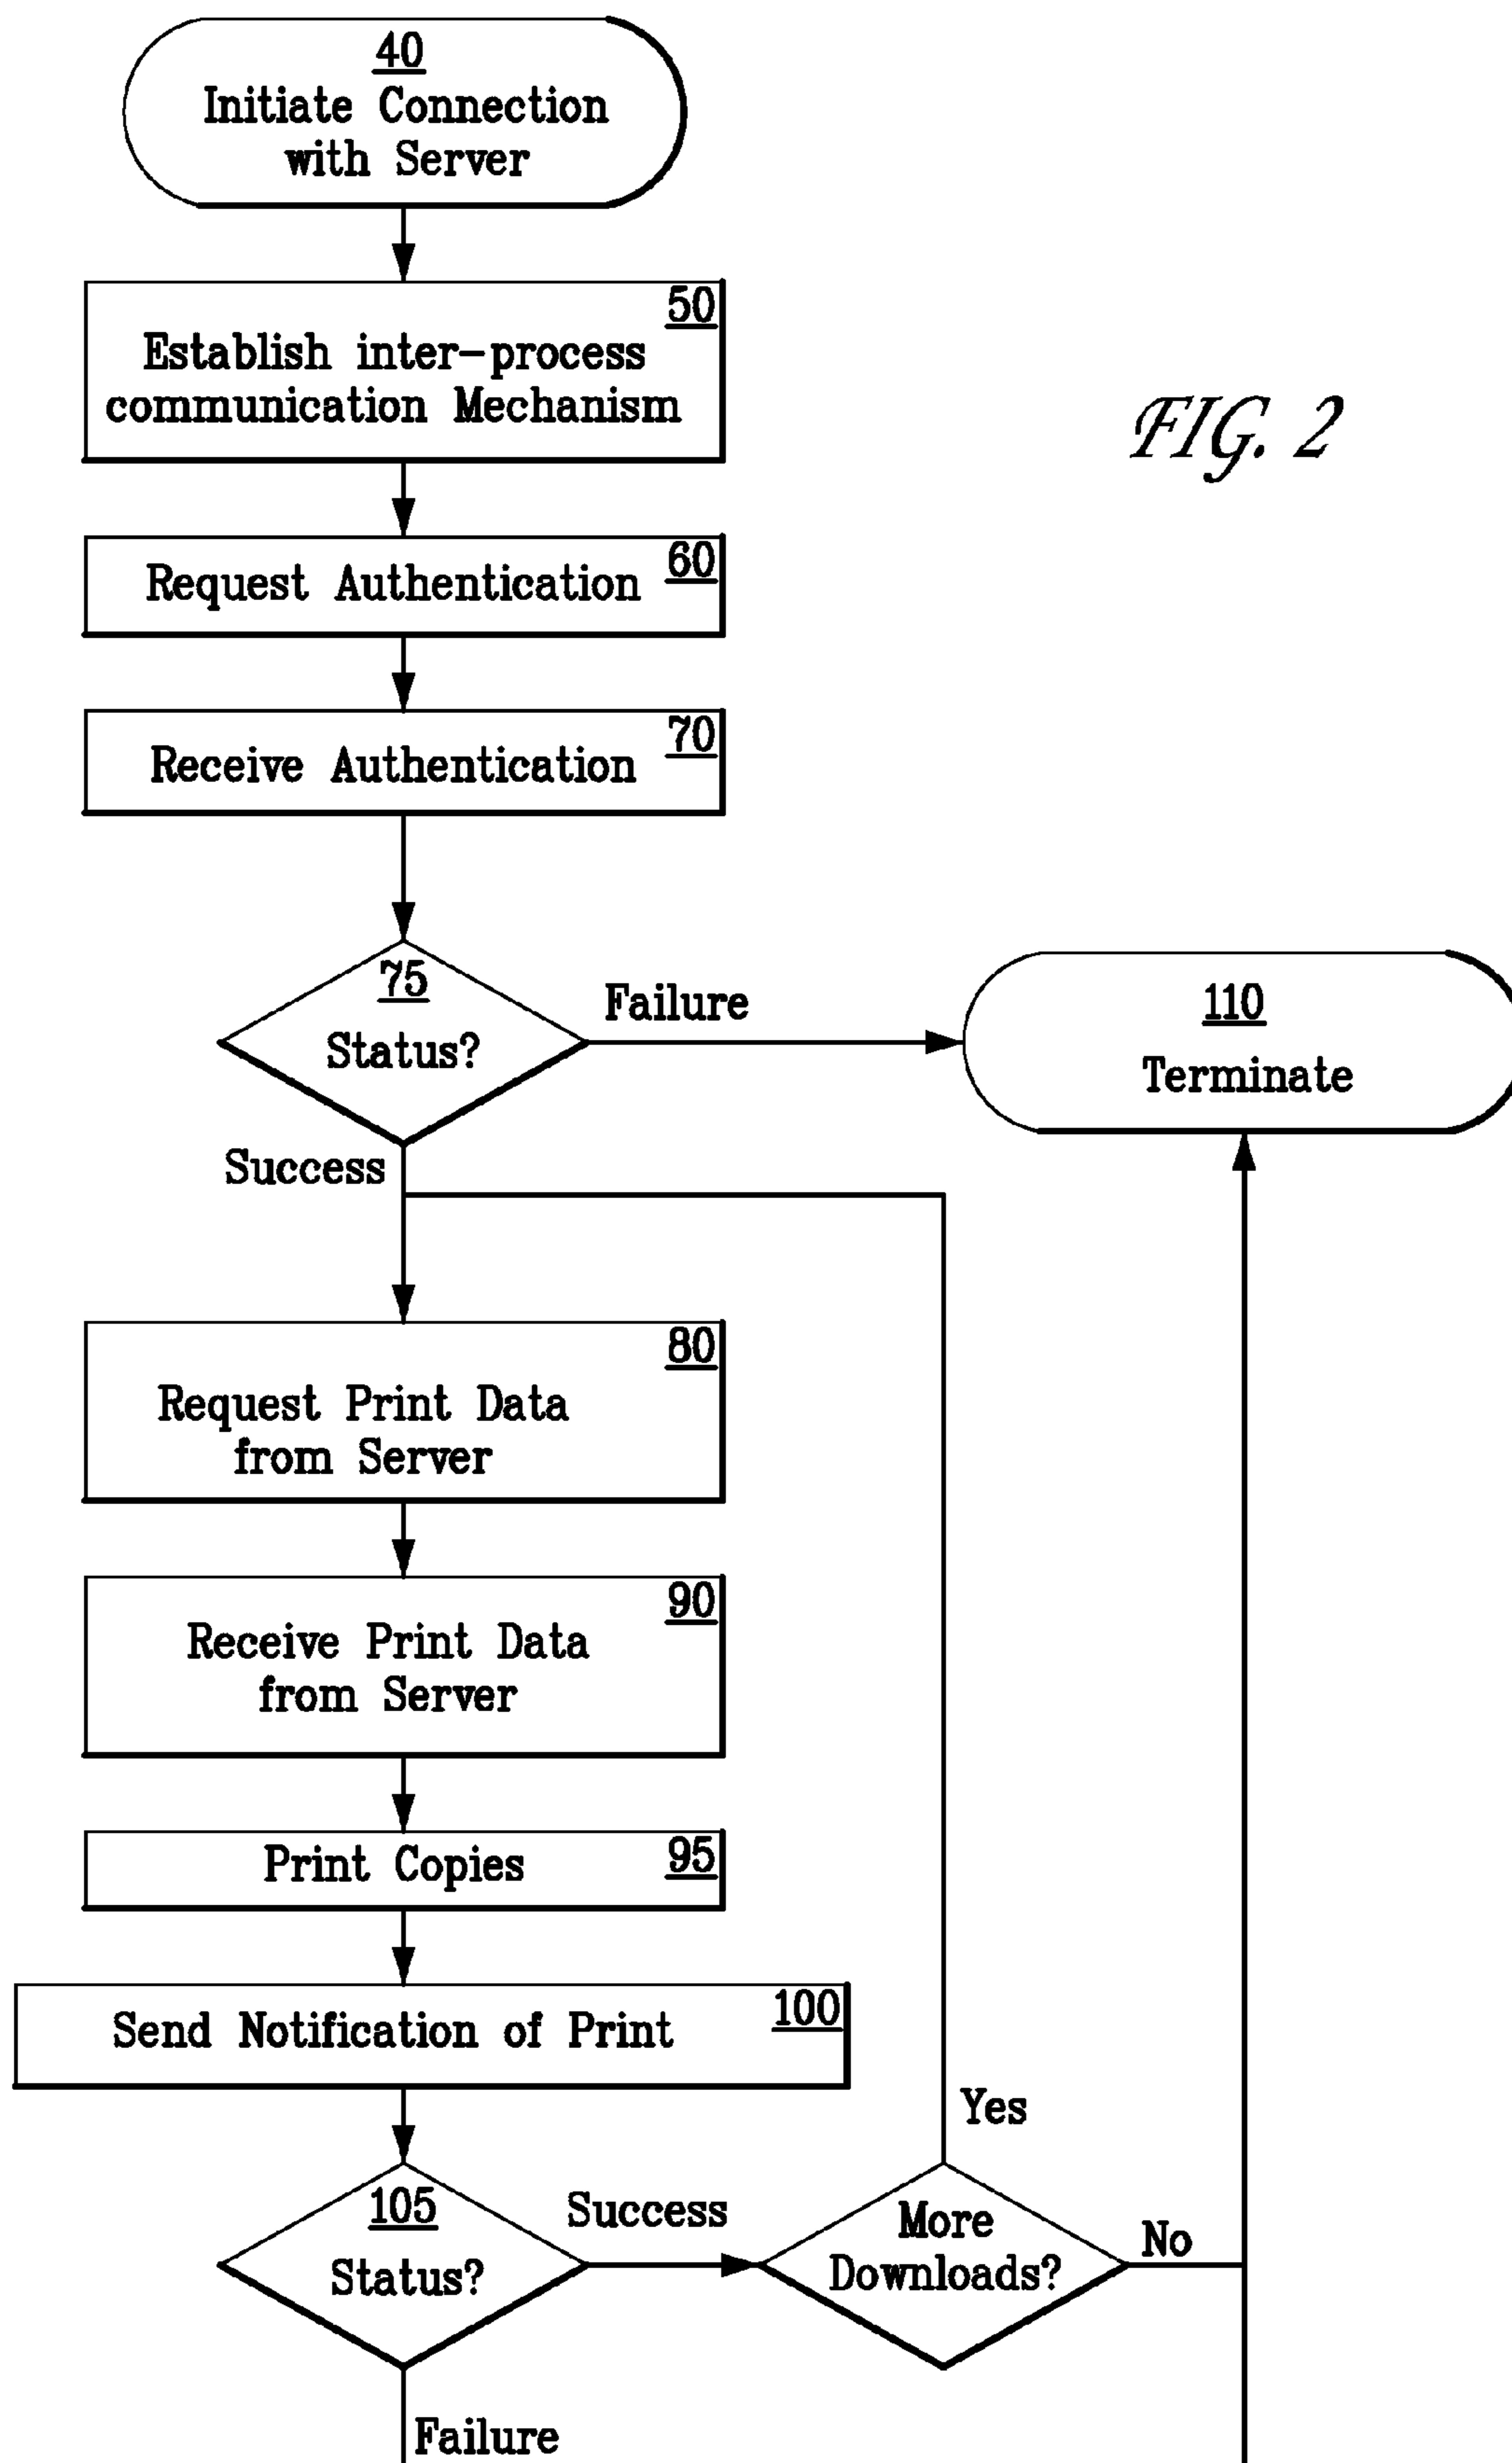 40
Initiate Connection
with Server
50
Establish inter-process
communication Mechanism
FIG. 2
60
Request Authentication
70
Receive Authentication
75
Status?
Failure
110
Terminate
Success
80
Request Print Data
from Server
90
Receive Print Data
from Server
95
Print Copies
100
Send Notification of Print
Yes
105
Status?
Success
More
Downloads?
No
Failure